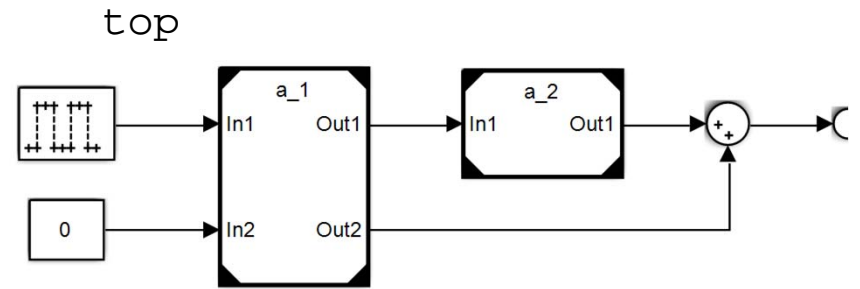 top
a_1
a_2
In1 Out1
In1 Out1
+
+
0
In2 Out2